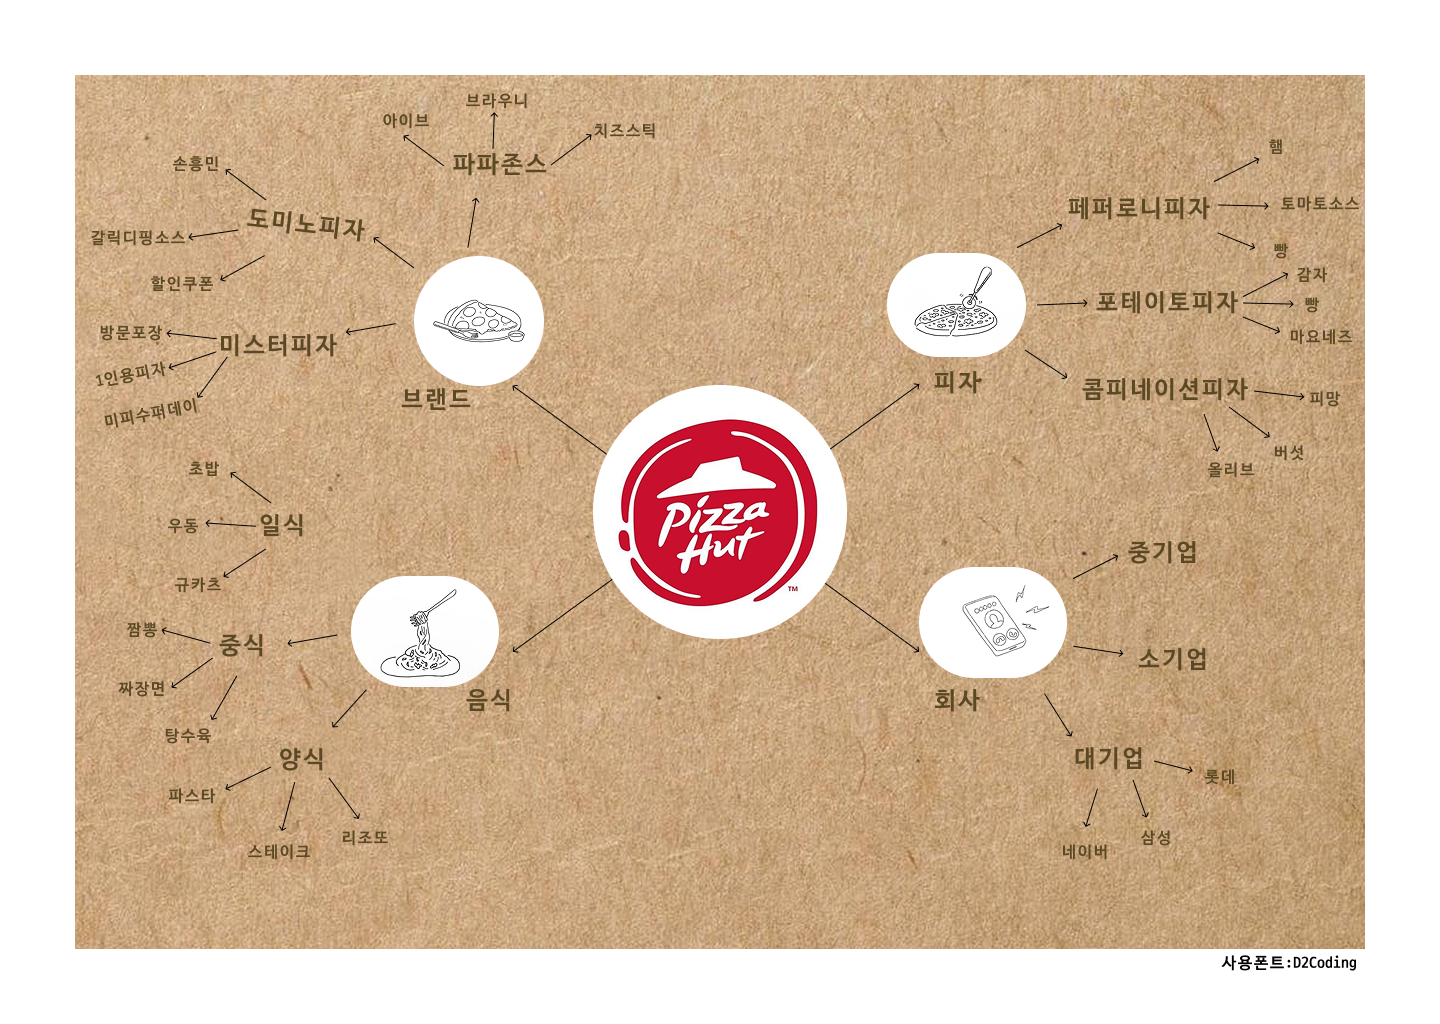 Pizza
Hut
TM
브랜드
파파존스
아이브
브라우니
치즈스틱
도미노피자
손흥민
갈릭디핑소스
할인쿠폰
미스터피자
방문포장
1인용피자
미피수퍼데이
피자
페퍼로니피자
햄
토마토소스
빵
포테이토피자
감자
빵
마요네즈
콤피네이션피자
피망
버섯
올리브
음식
일식
초밥
우동
규카츠
중식
짬뽕
짜장면
탕수육
양식
파스타
스테이크
리조또
회사
중기업
소기업
대기업
롯데
삼성
네이버
사용폰트:D2Coding